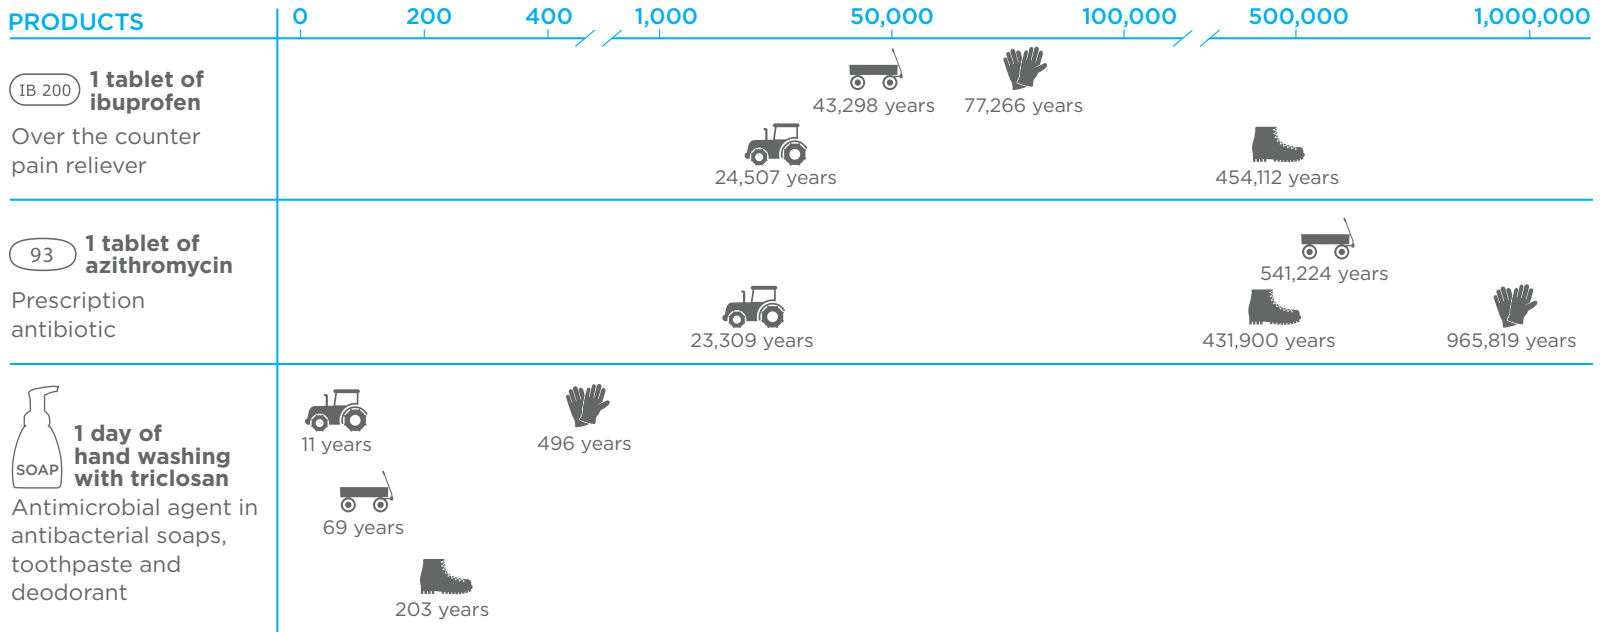 PRODUCTS 0 200 400 1,000 50,000 100,000 500,000 1,000,000
IB 200
1 tablet of
ibuprofen
Over the counter
pain reliever
43,298 years 77,266 years
24,507 years 454,112 years
93
1 tablet of
azithromycin
Prescription
antibiotic
541,224 years
23,309 years 431,900 years 965,819 years
SOAP
1 day of
hand washing
with triclosan
Antimicrobial agent in
antibacterial soaps,
toothpaste and
deodorant
11 years 496 years
69 years
203 years